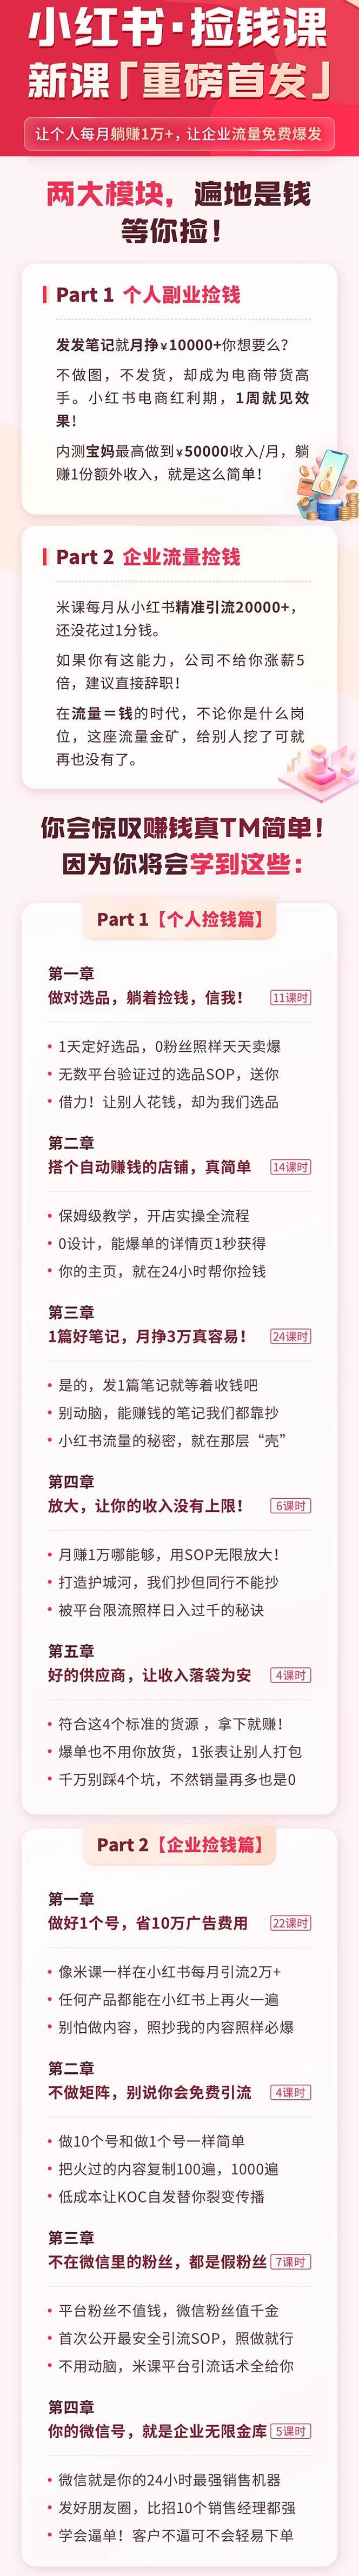 小红书·捡钱课
新课「重磅首发」
让个人每月躺赚1万+，让企业流量免费爆发
两大模块，遍地是钱
等你捡！
Part 1 个人副业捡钱
发发笔记就月挣¥10000+你想要么？
不做图，不发货，却成为电商带货高
手。小红书电商红利期，1周就见效
果！
内测宝妈最高做到¥50000收入/月，躺
赚1份额外收入，就是这么简单！
Part 2 企业流量捡钱
米课每月从小红书精准引流20000+，
还没花过1分钱。
如果你有这能力，公司不给你涨薪5
倍，建议直接辞职！
在流量＝钱的时代，不论你是什么岗
位，这座流量金矿，给别人挖了可就
再也没有了。
你会惊叹赚钱真TM简单！
因为你将会学到这些：
Part 1【个人捡钱篇】
第一章
做对选品，躺着捡钱，信我！ 11课时
• 1天定好选品，0粉丝照样天天卖爆
• 无数平台验证过的选品SOP，送你
• 借力！让别人花钱，却为我们选品
第二章
搭个自动赚钱的店铺，真简单 14课时
• 保姆级教学，开店实操全流程
• 0设计，能爆单的详情页1秒获得
• 你的主页，就在24小时帮你捡钱
第三章
1篇好笔记，月挣3万真容易！ 24课时
• 是的，发1篇笔记就等着收钱吧
• 别动脑，能赚钱的笔记我们都靠抄
• 小红书流量的秘密，就在那层“壳”
第四章
放大，让你的收入没有上限！ 6课时
• 月赚1万哪能够，用SOP无限放大！
• 打造护城河，我们抄但同行不能抄
• 被平台限流照样日入过千的秘诀
第五章
好的供应商，让收入落袋为安 4课时
• 符合这4个标准的货源，拿下就赚！
• 爆单也不用你放货，1张表让别人打包
• 千万别踩4个坑，不然销量再多也是0
Part 2【企业捡钱篇】
第一章
做好1个号，省10万广告费用 22课时
• 像米课一样在小红书每月引流2万+
• 任何产品都能在小红书上再火一遍
• 别怕做内容，照抄我的内容照样必爆
第二章
不做矩阵，别说你会免费引流 4课时
• 做10个号和做1个号一样简单
• 把火过的内容复制100遍，1000遍
• 低成本让KOC自发替你裂变传播
第三章
不在微信里的粉丝，都是假粉丝 7课时
• 平台粉丝不值钱，微信粉丝值千金
• 首次公开最安全引流SOP，照做就行
• 不用动脑，米课平台引流话术全给你
第四章
你的微信号，就是企业无限金库 5课时
• 微信就是你的24小时最强销售机器
• 发好朋友圈，比招10个销售经理都强
• 学会逼单！客户不逼可不会轻易下单